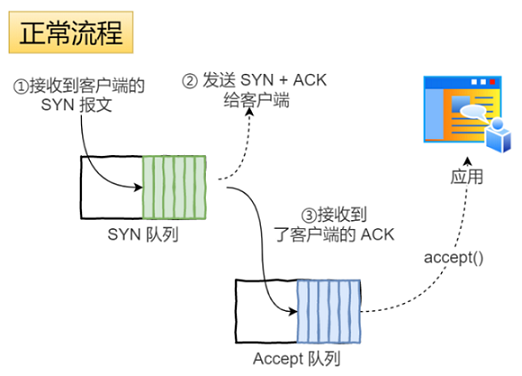 正常流程
①接收到客户端的
SYN 报文
② 发送 SYN + ACK
给客户端
SYN 队列
③接收到
了客户端的 ACK
应用
accept()
Accept 队列